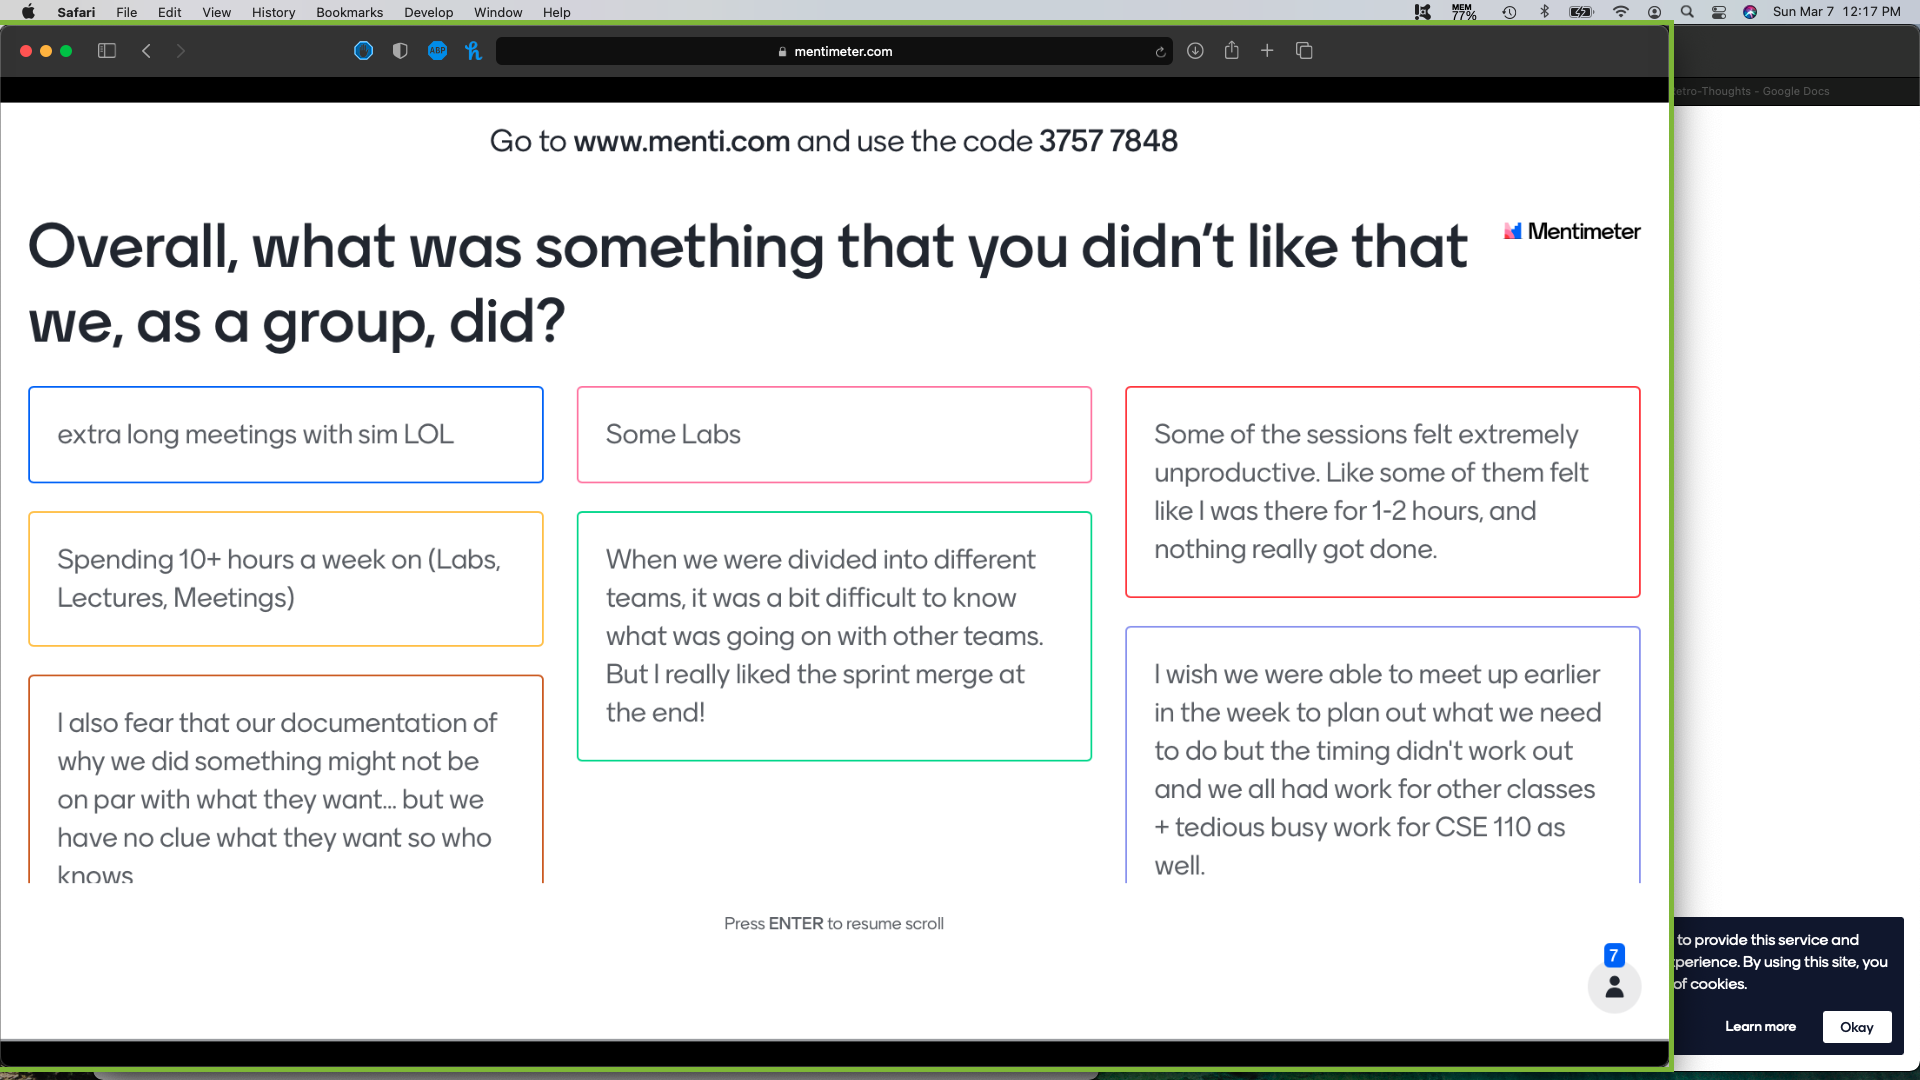 Safari File Edit View History Bookmarks Develop Window Help MEM 77% Sun Mar 7 12:17 PM
ABP mentimeter.com
etro-Thoughts - Google Docs
Go to www.menti.com and use the code 3757 7848
Overall, what was something that you didn't like that
we, as a group, did?
Mentimeter
extra long meetings with sim LOL
Spending 10+ hours a week on (Labs,
Lectures, Meetings)
I also fear that our documentation of
why we did something might not be
on par with what they want... but we
have no clue what they want so who
knows
Some Labs
When we were divided into different
teams, it was a bit difficult to know
what was going on with other teams.
But I really liked the sprint merge at
the end!
Some of the sessions felt extremely
unproductive. Like some of them felt
like I was there for 1-2 hours, and
nothing really got done.
I wish we were able to meet up earlier
in the week to plan out what we need
to do but the timing didn't work out
and we all had work for other classes
+ tedious busy work for CSE 110 as
well.
Press ENTER to resume scroll
7
to provide this service and
perience. By using this site, you
of cookies.
Learn more Okay